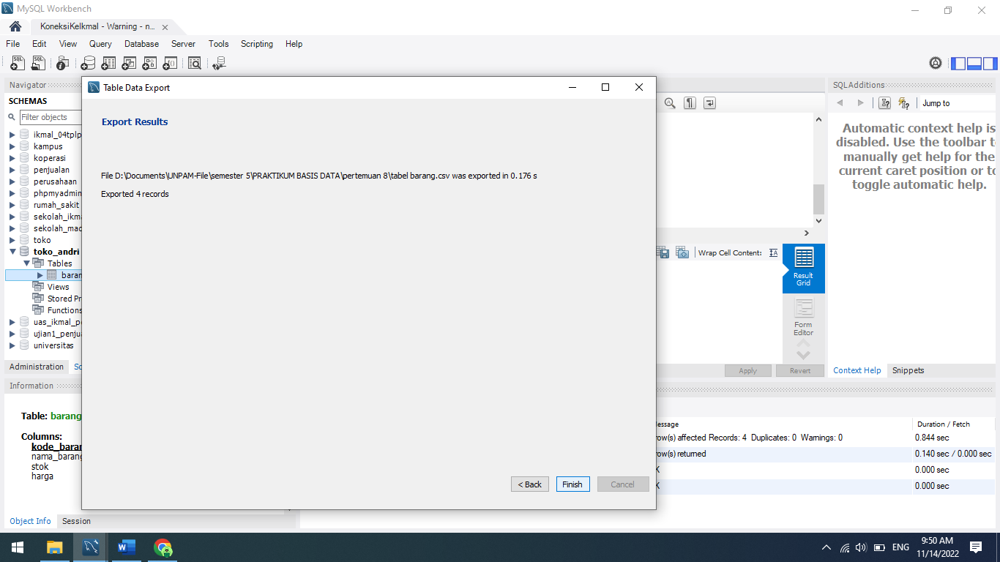 MySQL Workbench
KoneksiKelkmal - Warning - n...
File Edit View Query Database Server Tools Scripting Help
Navigator
SCHEMAS
Filter objects
ikmal_04tplp
kampus
koperasi
penjualan
perusahaan
phpmyadmin
rumah_sakit
sekolah_ikma
sekolah_mad
toko
toko_andri
Tables
baran
Views
Stored Pr
Functions
uas_ikmal_pe
ujian1_penjua
universitas
Administration Sc
Information
Table: barang
Columns:
kode_baran
nama_barang
stok
harga
Object Info Session
Table Data Export
Export Results
File D:\Documents\UNPAM-File\semester 5\PRAKTIKUM BASIS DATA\pertemuan 8\tabel barang.csv was exported in 0.176 s
Exported 4 records
< Back Finish Cancel
Wrap Cell Content:
Result
Grid
Form
Editor
Apply Revert
SQLAdditions
Jump to
Automatic context help is
disabled. Use the toolbar to
manually get help for the
current caret position or to
toggle automatic help.
Context Help Snippets
essage Duration / Fetch
row(s) affected Records: 4 Duplicates: 0 Warnings: 0 0.844 sec
row(s) returned 0.140 sec / 0.000 sec
K 0.000 sec
K 0.000 sec
ENG
9:50 AM
11/14/2022